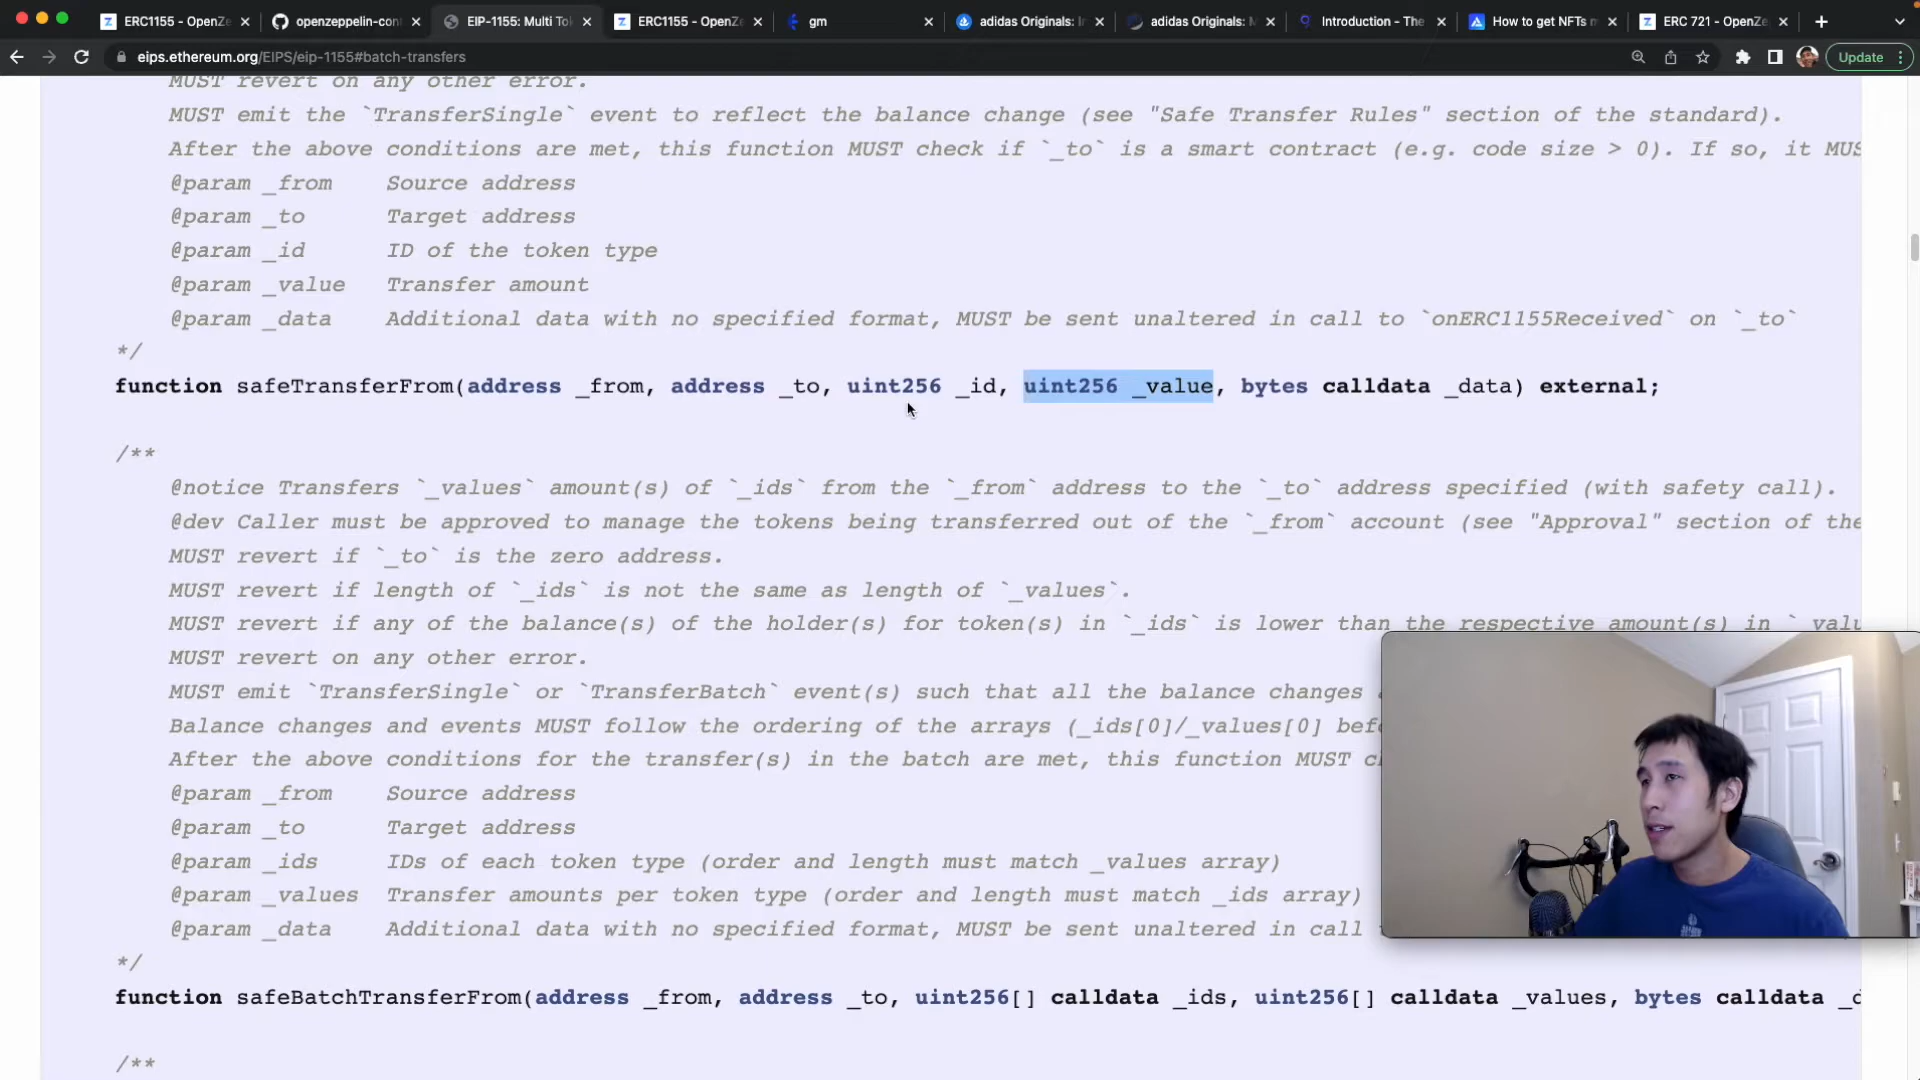 ERC1155 - OpenZe
openzeppelin-con
EIP-1155: Multi To
ERC1155 - OpenZe
gm
adidas Originals: I
adidas Originals: M
Introduction - The
How to get NFTs m
ERC 721 - OpenZe
eips.ethereum.org/EIPS/eip-1155#batch-transfers
Update
MUST revert on any other error.
MUST emit the `TransferSingle` event to reflect the balance change (see "Safe Transfer Rules" section of the standard).
After the above conditions are met, this function MUST check if `_to` is a smart contract (e.g. code size > 0). If so, it MUS
@param _from Source address
@param _to Target address
@param _id ID of the token type
@param _value Transfer amount
@param _data Additional data with no specified format, MUST be sent unaltered in call to `onERC1155Received` on `_to`
*/
function safeTransferFrom(address _from, address _to, uint256 _id, uint256 _value, bytes calldata _data) external;
/**
@notice Transfers `_values` amount(s) of `_ids` from the `_from` address to the `_to` address specified (with safety call).
@dev Caller must be approved to manage the tokens being transferred out of the `_from` account (see "Approval" section of the
MUST revert if `_to` is the zero address.
MUST revert if length of `_ids` is not the same as length of `_values`.
MUST revert if any of the balance(s) of the holder(s) for token(s) in `_ids` is lower than the respective amount(s) in `_valu
MUST revert on any other error.
MUST emit `TransferSingle` or `TransferBatch` event(s) such that all the balance changes
Balance changes and events MUST follow the ordering of the arrays (_ids[0]/_values[0] befo
After the above conditions for the transfer(s) in the batch are met, this function MUST c
@param _from Source address
@param _to Target address
@param _ids IDs of each token type (order and length must match _values array)
@param _values Transfer amounts per token type (order and length must match _ids array)
@param _data Additional data with no specified format, MUST be sent unaltered in call
*/
function safeBatchTransferFrom(address _from, address _to, uint256[] calldata _ids, uint256[] calldata _values, bytes calldata _d
/**